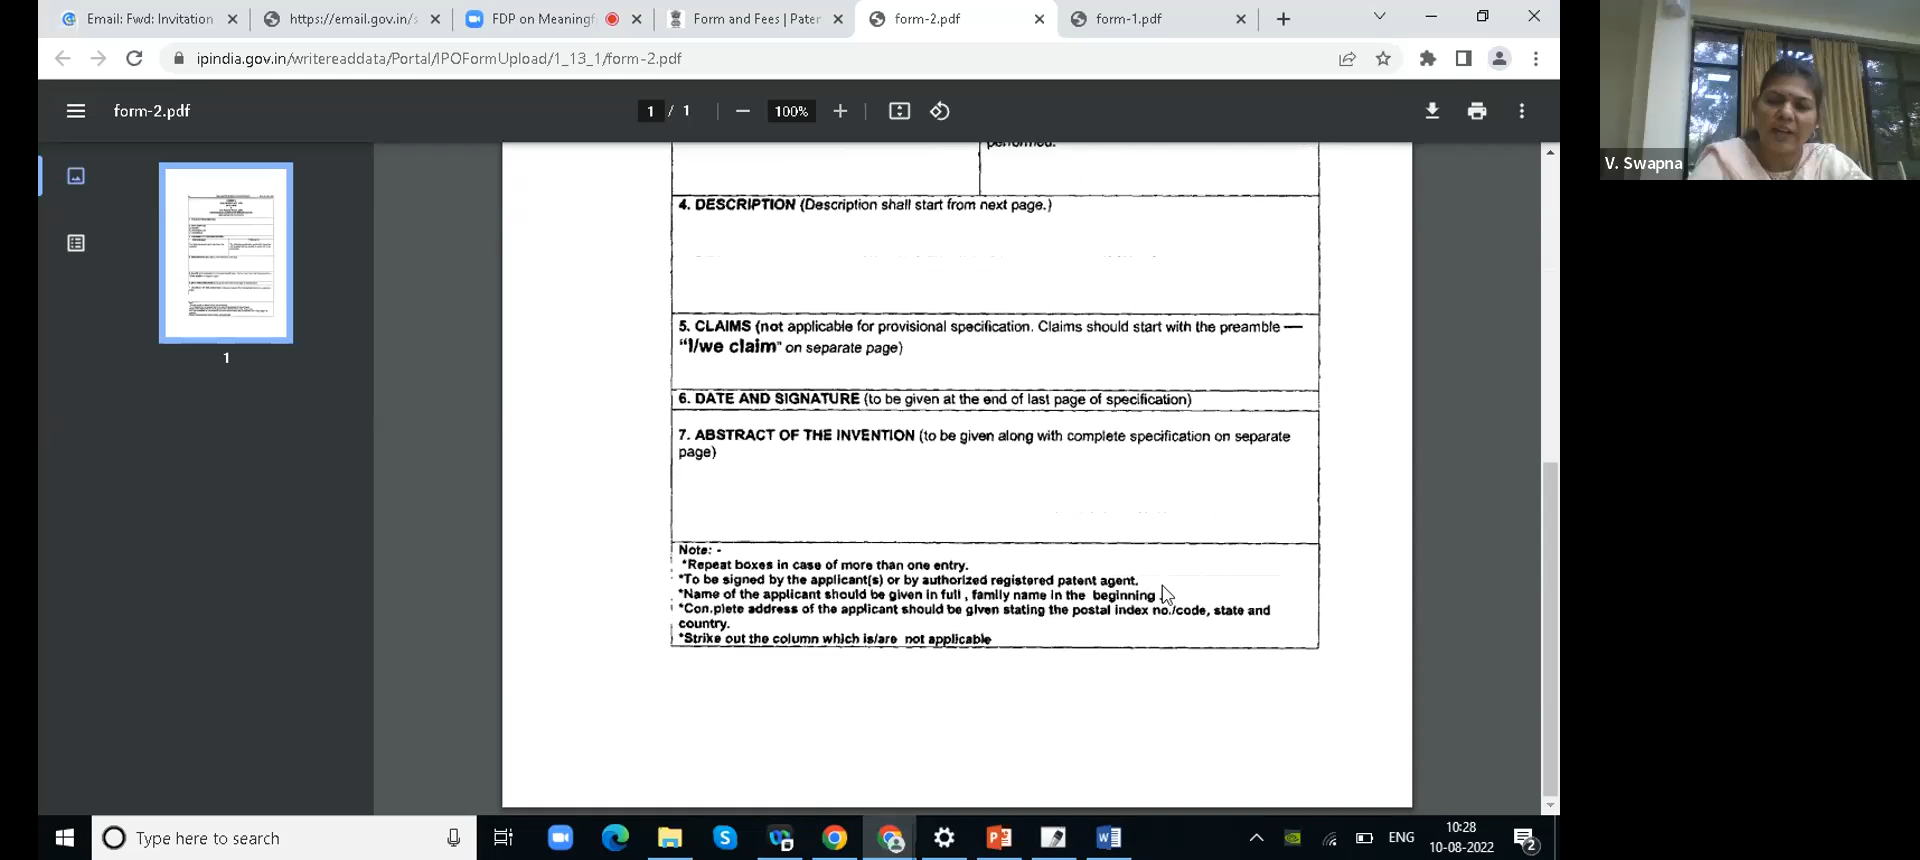 Email: Fwd: Invitation
https://email.gov.in/s
FDP on Meaningf
Form and Fees | Pater
form-2.pdf
form-1.pdf
ipindia.gov.in/writereaddata/Portal/IPOFormUpload/1_13_1/form-2.pdf
form-2.pdf
1 / 1
100%
V. Swapna
performed.
4. DESCRIPTION (Description shall start from next page.)
5. CLAIMS (not applicable for provisional specification. Claims should start with the preamble —
“I/we claim” on separate page)
6. DATE AND SIGNATURE (to be given at the end of last page of specification)
7. ABSTRACT OF THE INVENTION (to be given along with complete specification on separate
page)
Note: -
*Repeat boxes in case of more than one entry.
*To be signed by the applicant(s) or by authorized registered patent agent.
*Name of the applicant should be given in full , family name in the beginning .
*Con.plete address of the applicant should be given stating the postal index no./code, state and
country.
*Strike out the column which is/are not applicable
1
Type here to search
ENG
10:28
10-08-2022
2